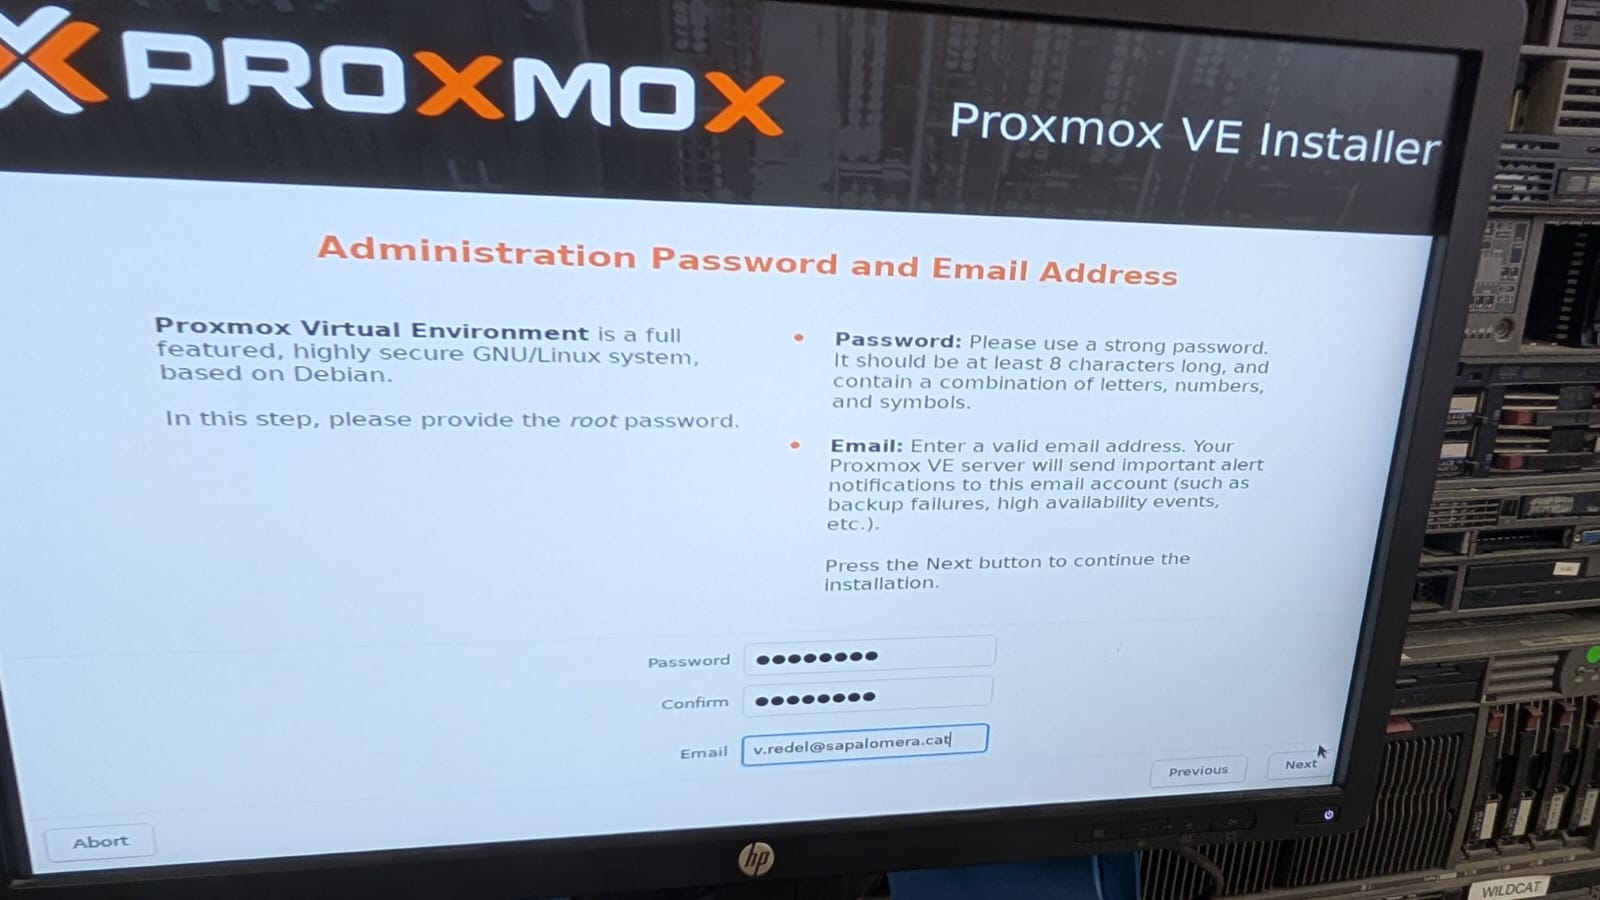 PROXMOX
Proxmox VE Installer
Administration Password and Email Address
Proxmox Virtual Environment is a full
featured, highly secure GNU/Linux system,
based on Debian.
In this step, please provide the root password.
Password: Please use a strong password.
It should be at least 8 characters long, and
contain a combination of letters, numbers,
and symbols.
Email: Enter a valid email address. Your
Proxmox VE server will send important alert
notifications to this email account (such as
backup failures, high availability events,
etc.).
Press the Next button to continue the
installation.
Password ●●●●●●●●
Confirm ●●●●●●●●
Email v.redel@sapalomera.cat
Previous
Next
Abort
hp
WILDCAT